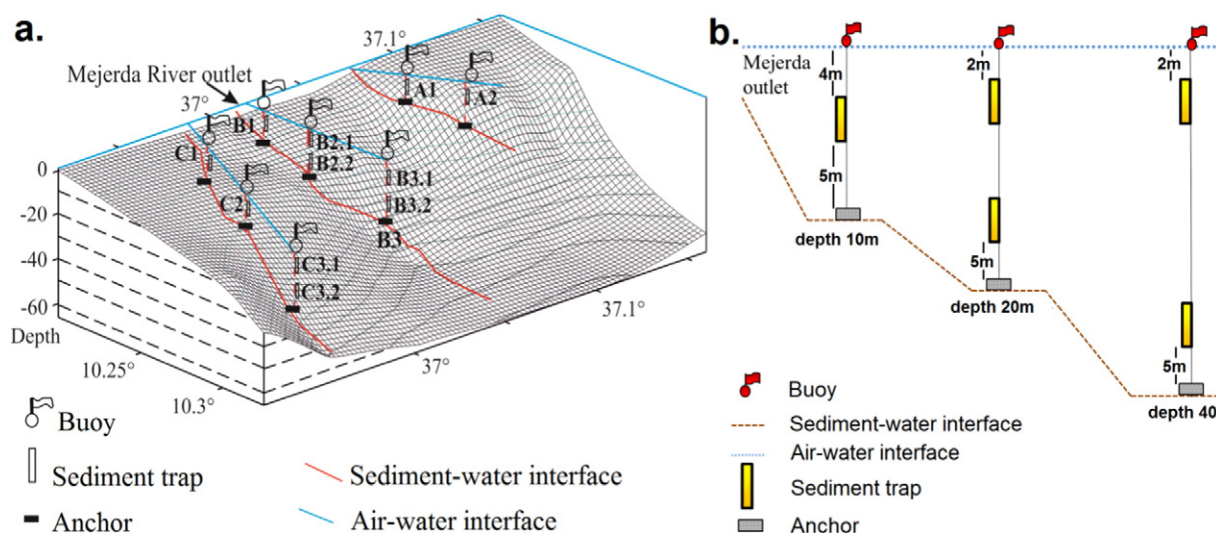 a.
37.1°
Mejerda River outlet
37°
A1
A2
B1
B2.1
B2.2
C1
B3.1
B3.2
C2
B3
C3.1
C3.2
0
-20
-40
-60
Depth
10.25°
10.3°
37°
37.1°
Buoy
Sediment trap
Anchor
Sediment-water interface
Air-water interface
b.
Mejerda
outlet
4m
2m
2m
5m
depth 10m
5m
depth 20m
5m
depth 40
Buoy
Sediment-water interface
Air-water interface
Sediment trap
Anchor